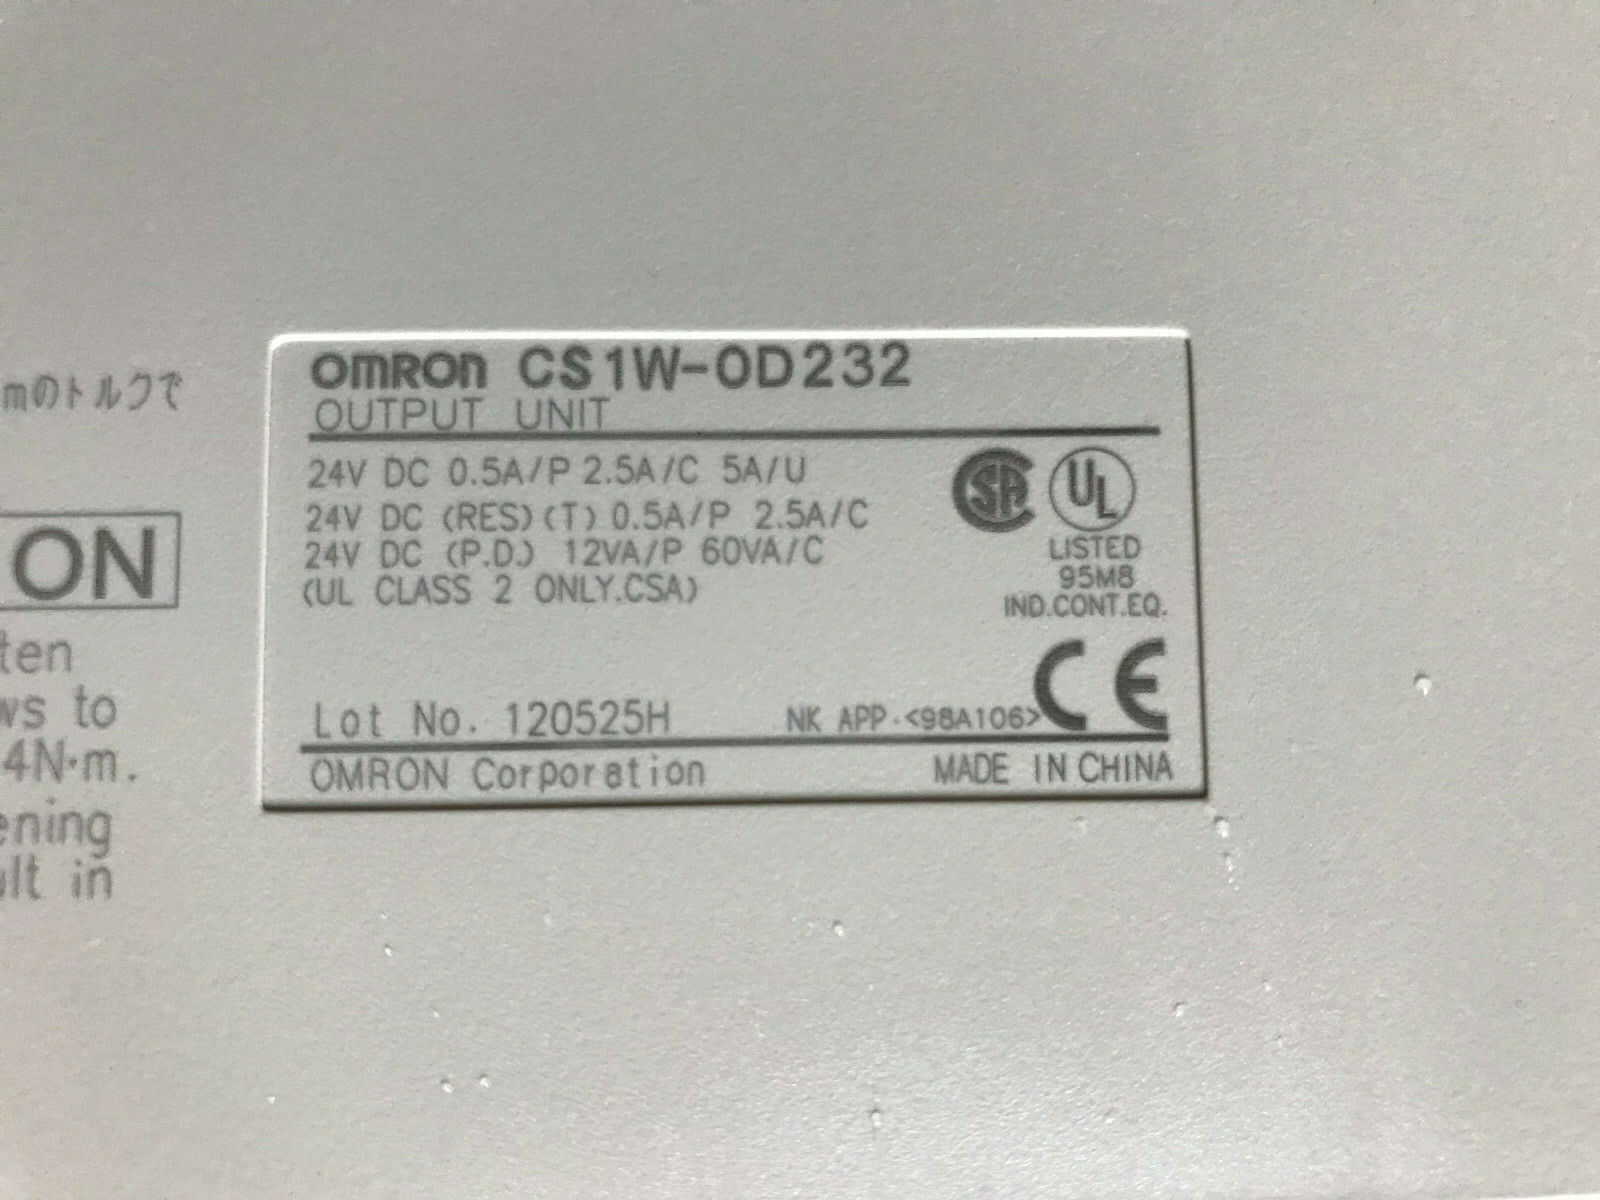 mのトルクで
ON
ten
ws to
4N·m.
ening
ult in
OMRON CS1W-OD232
OUTPUT UNIT
24V DC 0.5A/P 2.5A/C 5A/U
24V DC (RES)(T) 0.5A/P 2.5A/C
24V DC (P.D.) 12VA/P 60VA/C
(UL CLASS 2 ONLY.CSA)
SA
UL
LISTED
95M8
IND.CONT.EQ.
CE
Lot No. 120525H NK APP.<98A106>
OMRON Corporation MADE IN CHINA